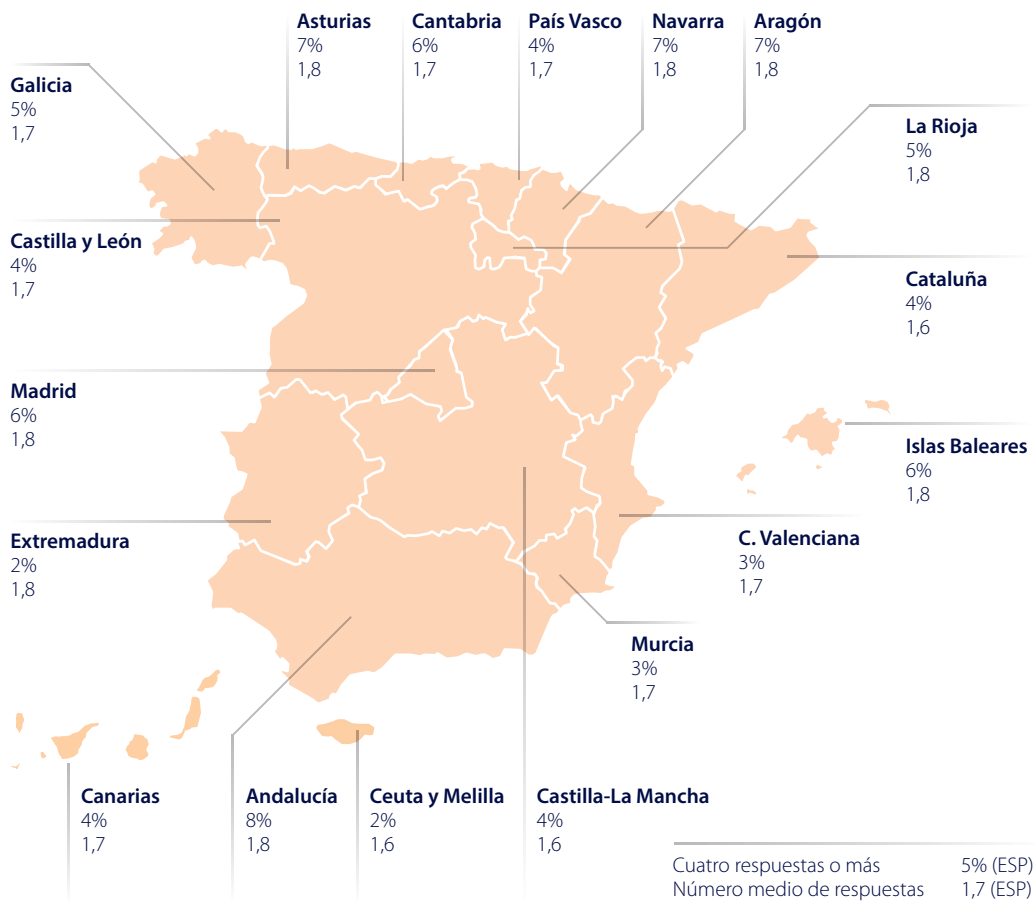 Asturias
7%
1,8
Cantabria
6%
1,7
País Vasco
4%
1,7
Navarra
7%
1,8
Aragón
7%
1,8
Galicia
5%
1,7
La Rioja
5%
1,8
Castilla y León
4%
1,7
Cataluña
4%
1,6
Madrid
6%
1,8
Islas Baleares
6%
1,8
Extremadura
2%
1,8
C. Valenciana
3%
1,7
Murcia
3%
1,7
Canarias
4%
1,7
Andalucía
8%
1,8
Ceuta y Melilla
2%
1,6
Castilla-La Mancha
4%
1,6
Cuatro respuestas o más 5% (ESP)
Número medio de respuestas 1,7 (ESP)